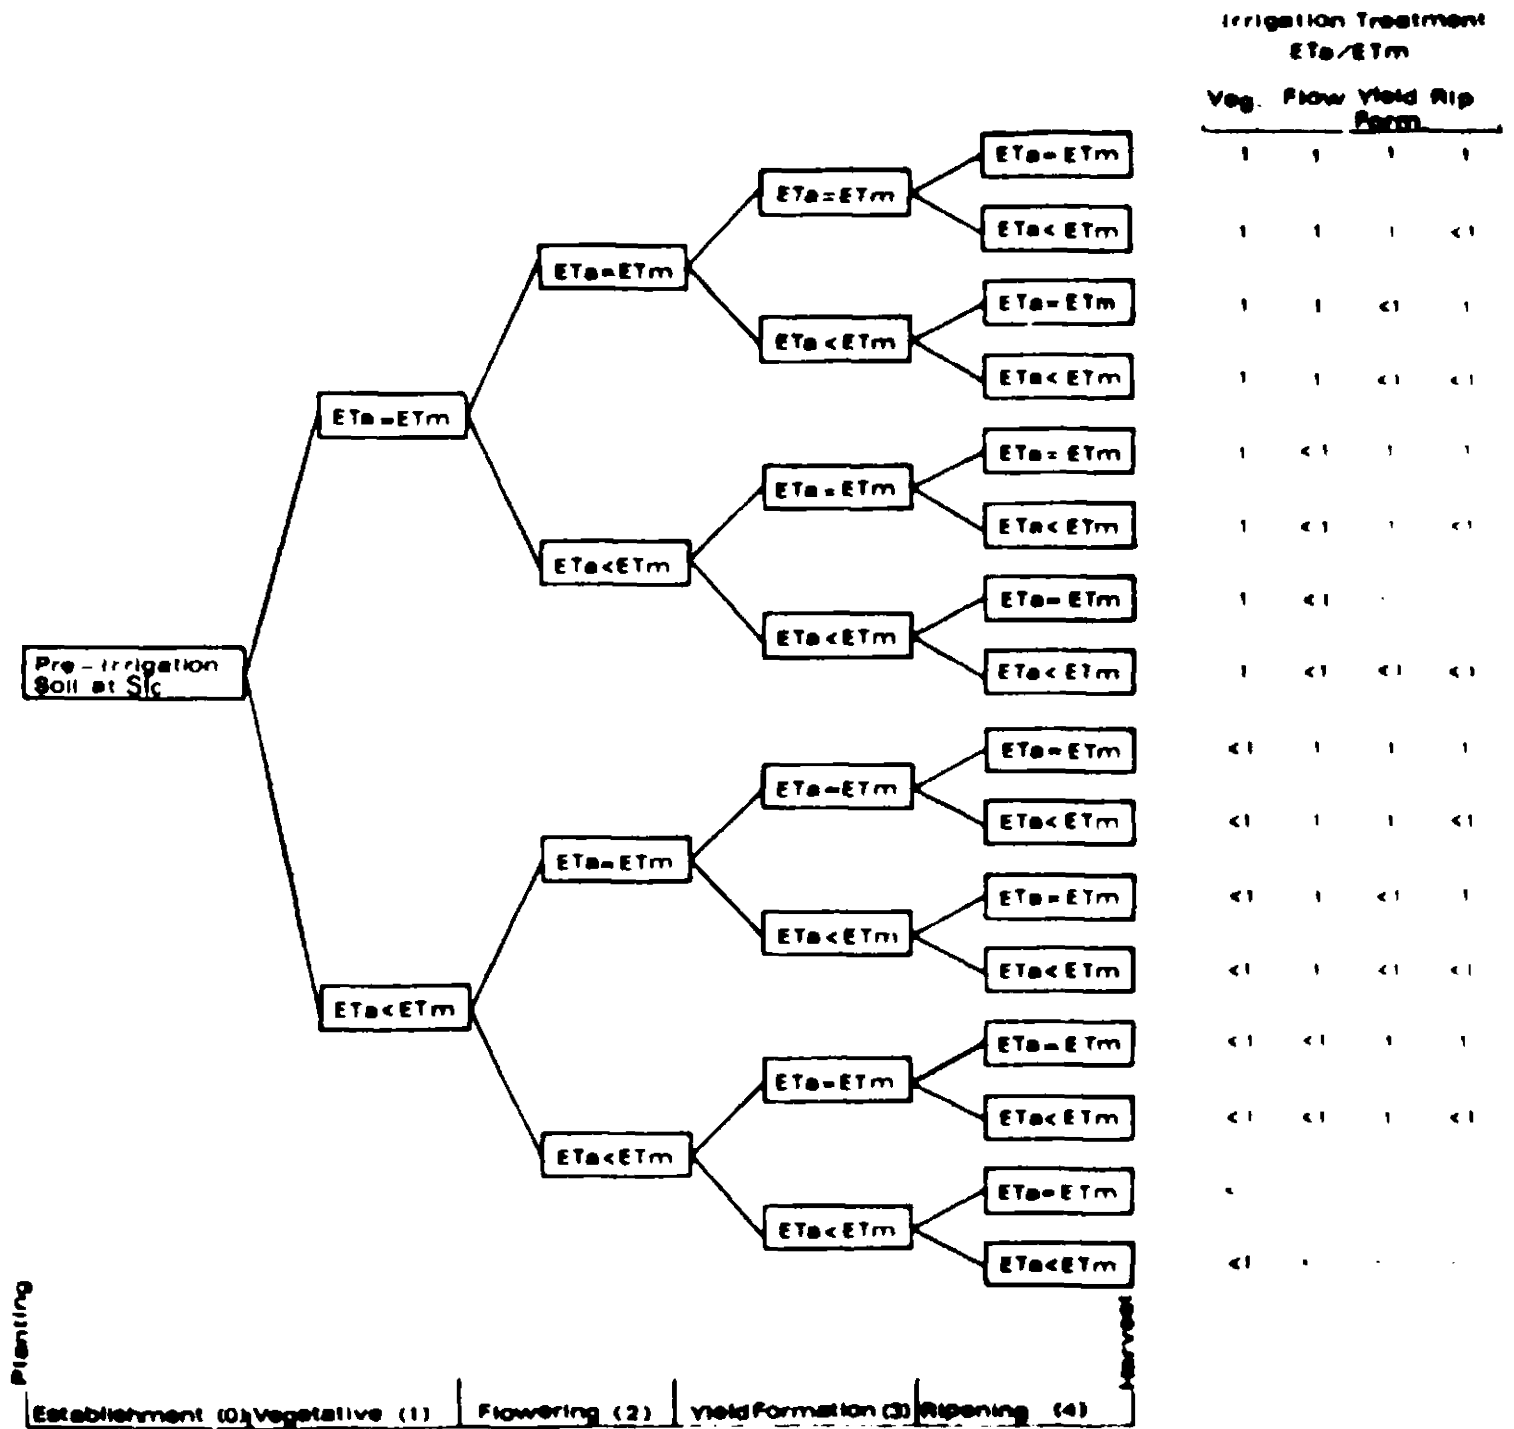 Irrigation Treatment
ETa/ETm
Veg. Flow Yield Rip
Form.
ETa=ETm 1 1 1 1
ETa=ETm
ETa<ETm 1 1 1 <1
ETa=ETm
ETa=ETm 1 1 <1 1
ETa<ETm
ETa<ETm 1 1 <1 <1
ETa=ETm
ETa=ETm 1 <1 1 1
ETa=ETm
ETa<ETm 1 <1 1 <1
ETa<ETm
ETa=ETm 1 <1
ETa<ETm
ETa<ETm 1 <1 <1 <1
Pre-Irrigation
Soil at Sfc
ETa=ETm <1 1 1 1
ETa=ETm
ETa<ETm <1 1 1 <1
ETa=ETm
ETa=ETm <1 1 <1 1
ETa<ETm
ETa<ETm <1 1 <1 <1
ETa<ETm
ETa=ETm <1 <1 1 1
ETa=ETm
ETa<ETm <1 <1 1 <1
ETa<ETm
ETa=ETm
ETa<ETm
ETa<ETm <1
Planting
Harvest
Establishment (0) Vegetative (1) Flowering (2) Yield Formation (3) Ripening (4)